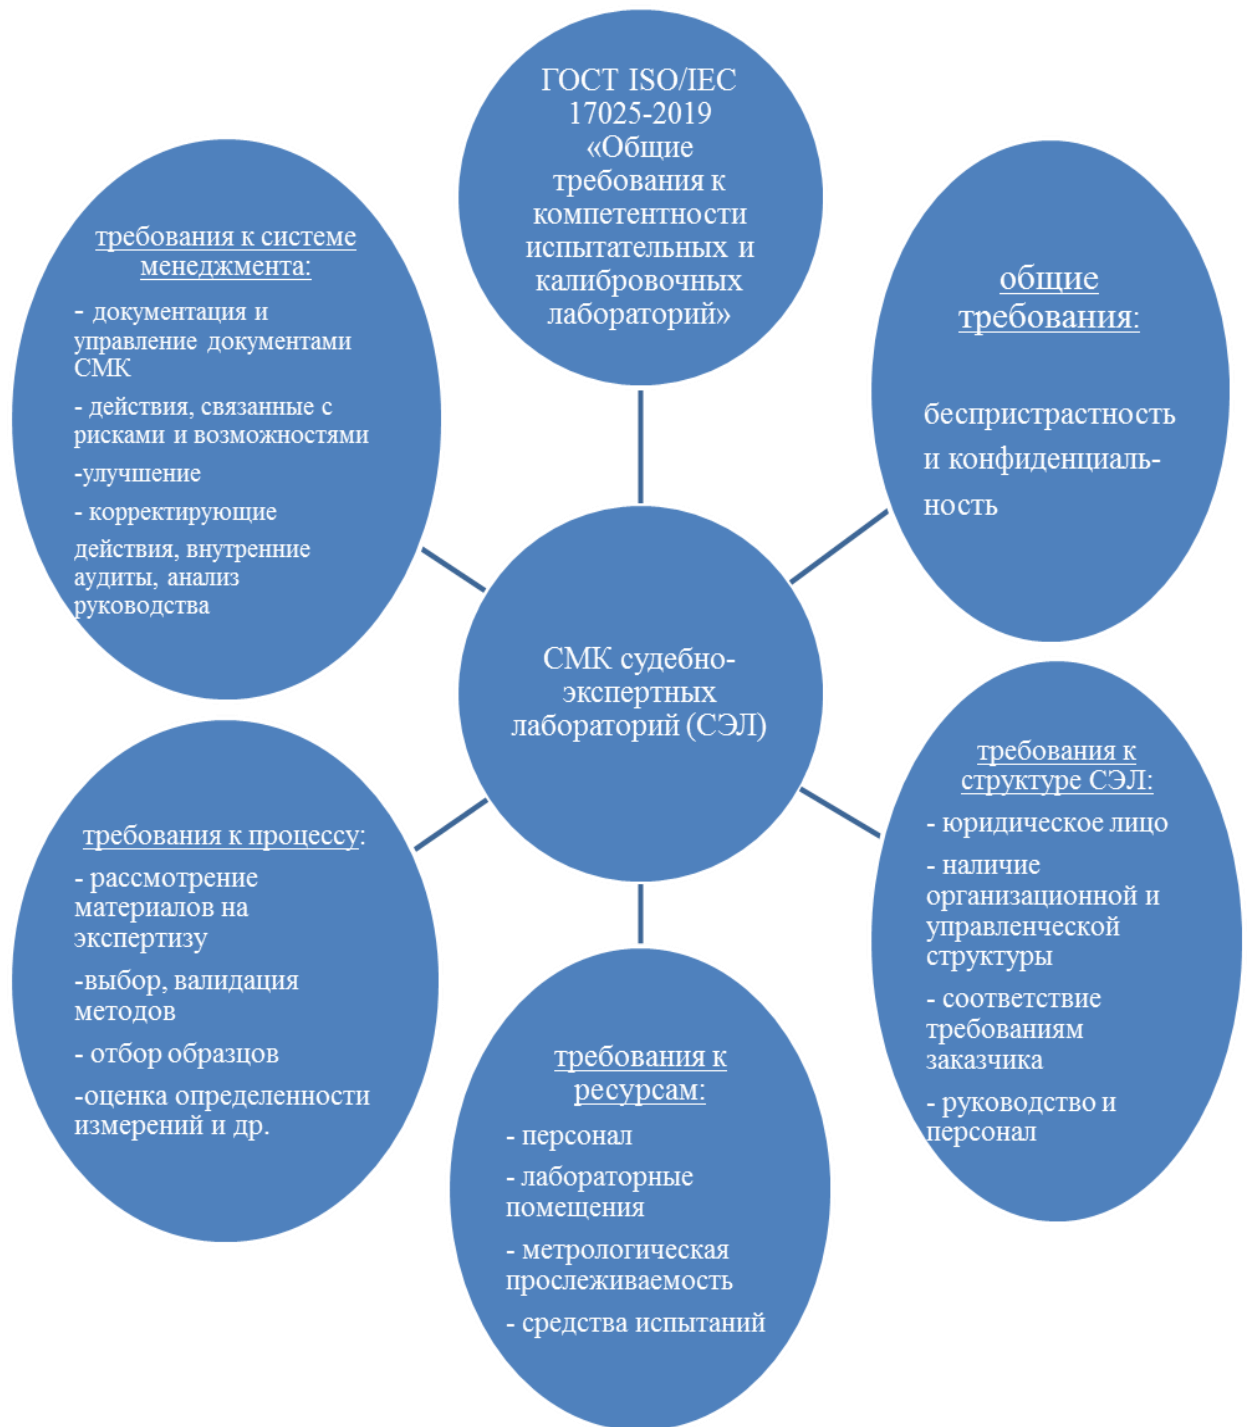 ГОСТ ISO/IEC
17025-2019
«Общие
требования к
компетентности
испытательных и
калибровочных
лабораторий»
требования к системе
менеджмента:
- документация и
управление документами
СМК
- действия, связанные с
рисками и возможностями
-улучшение
- корректирующие
действия, внутренние
аудиты, анализ
руководства
общие
требования:
беспристрастность
и конфиденциаль-
ность
СМК судебно-
экспертных
лабораторий (СЭЛ)
требования к
структуре СЭЛ:
- юридическое лицо
- наличие
организационной и
управленческой
структуры
- соответствие
требованиям
заказчика
- руководство и
персонал
требования к процессу:
- рассмотрение
материалов на
экспертизу
-выбор, валидация
методов
- отбор образцов
-оценка определенности
измерений и др.
требования к
ресурсам:
- персонал
- лабораторные
помещения
- метрологическая
прослеживаемость
- средства испытаний